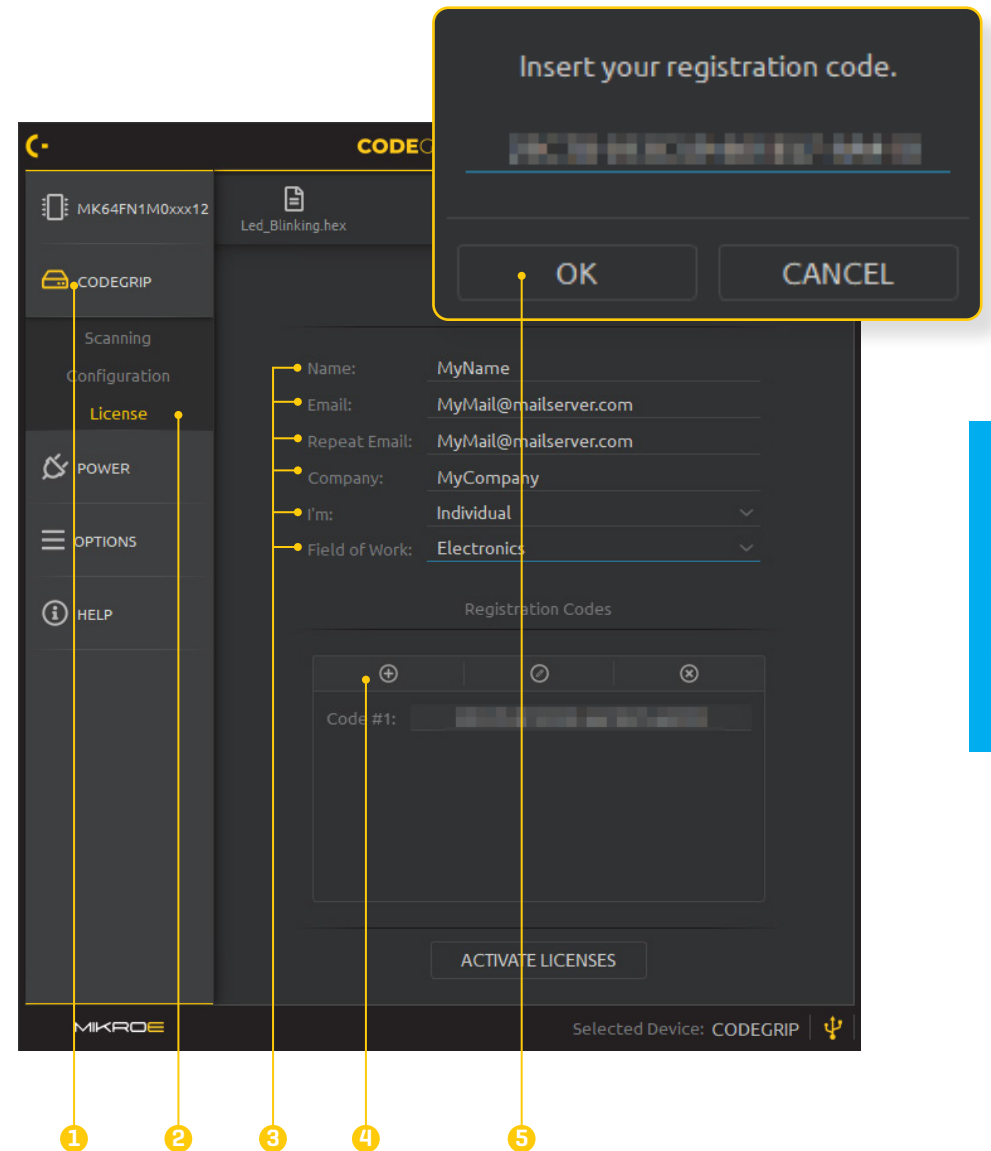 Insert your registration code.
OK
CANCEL
CODE
MK64FN1M0xxx12
Led_Blinking.hex
CODEGRIP
Scanning
Configuration
License
POWER
OPTIONS
HELP
Name: MyName
Email: MyMail@mailserver.com
Repeat Email: MyMail@mailserver.com
Company: MyCompany
I'm: Individual
Field of Work: Electronics
Registration Codes
Code #1:
ACTIVATE LICENSES
MIKROE
Selected Device: CODEGRIP
1 2 3 4 5